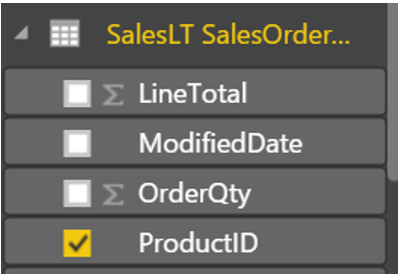 SalesLT SalesOrder...
Σ LineTotal
ModifiedDate
Σ OrderQty
ProductID